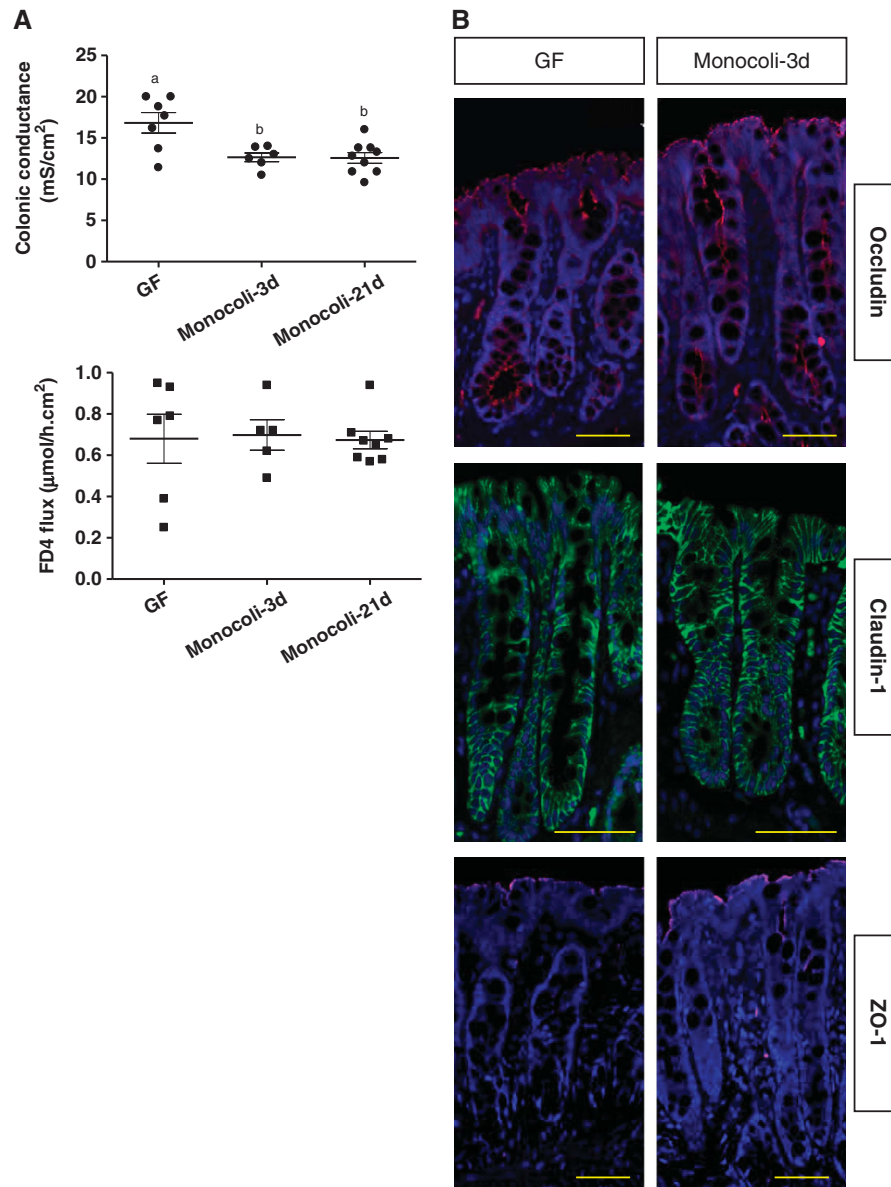 A
Colonic conductance
(mS/cm²)
25
20
15
10
5
0
a
b
b
GF
Monocoli-3d
Monocoli-21d
FD4 flux (μmol/h.cm²)
1.0
0.8
0.6
0.4
0.2
0.0
GF
Monocoli-3d
Monocoli-21d
B
GF
Monocoli-3d
Occludin
Claudin-1
ZO-1